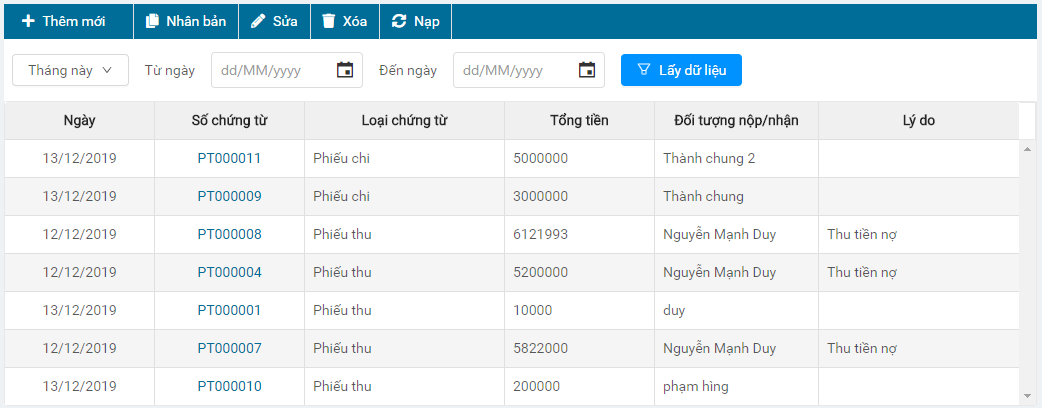 Thêm mới Nhân bản Sửa Xóa Nạp
Tháng này Từ ngày dd/MM/yyyy Đến ngày dd/MM/yyyy Lấy dữ liệu
Ngày Số chứng từ Loại chứng từ Tổng tiền Đối tượng nộp/nhận Lý do
13/12/2019 PT000011 Phiếu chi 5000000 Thành chung 2
13/12/2019 PT000009 Phiếu chi 3000000 Thành chung
12/12/2019 PT000008 Phiếu thu 6121993 Nguyễn Mạnh Duy Thu tiền nợ
12/12/2019 PT000004 Phiếu thu 5200000 Nguyễn Mạnh Duy Thu tiền nợ
13/12/2019 PT000001 Phiếu thu 10000 duy
12/12/2019 PT000007 Phiếu thu 5822000 Nguyễn Mạnh Duy Thu tiền nợ
13/12/2019 PT000010 Phiếu thu 200000 phạm hìng